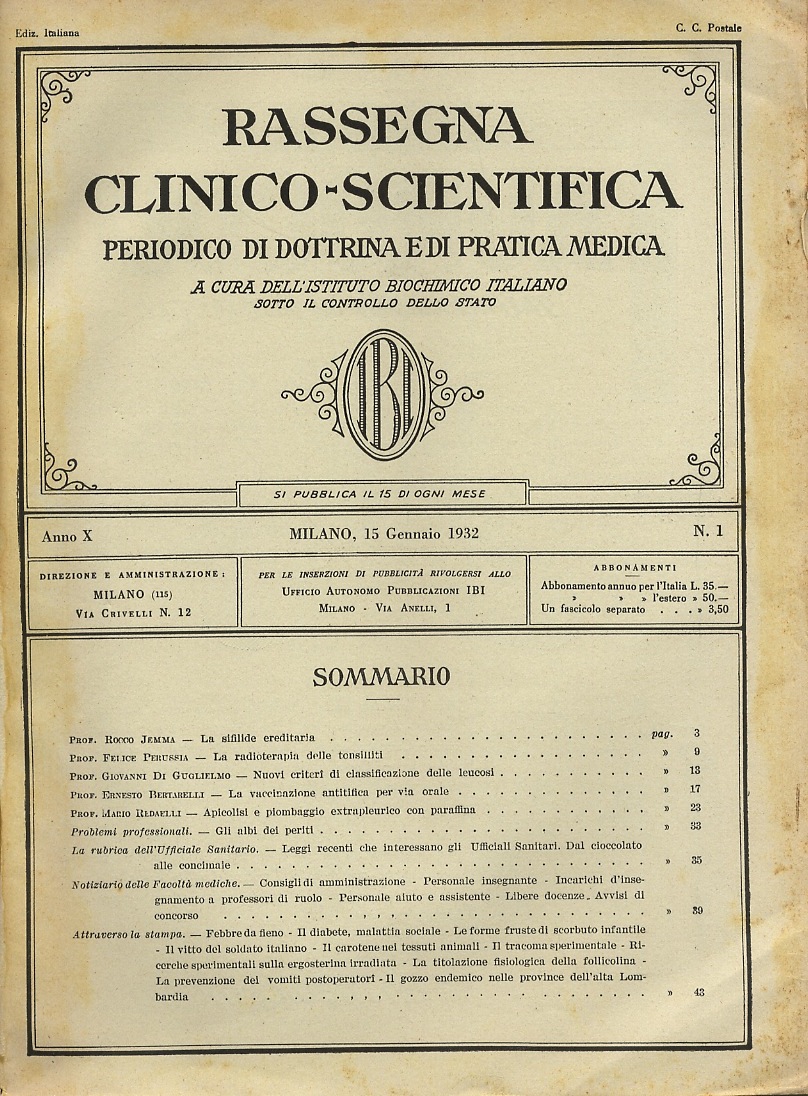 Ediz. Italiana
C. C. Postale
RASSEGNA
CLINICO-SCIENTIFICA
PERIODICO DI DOTTRINA E DI PRATICA MEDICA
A CURA DELL'ISTITUTO BIOCHIMICO ITALIANO
SOTTO IL CONTROLLO DELLO STATO
IBI
SI PUBBLICA IL 15 DI OGNI MESE
Anno X
MILANO, 15 Gennaio 1932
N. 1
DIREZIONE E AMMINISTRAZIONE:
MILANO (115)
VIA CRIVELLI N. 12
PER LE INSERZIONI DI PUBBLICITÀ RIVOLGERSI ALLO
UFFICIO AUTONOMO PUBBLICAZIONI IBI
MILANO - VIA ANELLI, 1
ABBONAMENTI
Abbonamento annuo per l'Italia L. 35.—
» » » l'estero » 50.—
Un fascicolo separato . . . » 3,50
SOMMARIO
PROF. ROCCO JEMMA — La sifilide ereditaria . . . pag. 3
PROF. FELICE PERUSSIA — La radioterapia delle tonsilliti . . . » 9
PROF. GIOVANNI DI GUGLIELMO — Nuovi criteri di classificazione delle leucosi . . . » 13
PROF. ERNESTO BERTARELLI — La vaccinazione antitifica per via orale . . . » 17
PROF. MARIO REDAELLI — Apicolisi e piombaggio extrapleurico con paraffina . . . » 23
Problemi professionali. — Gli albi dei periti . . . » 33
La rubrica dell'Ufficiale Sanitario. — Leggi recenti che interessano gli Ufficiali Sanitari. Dal cioccolato
alle concimaie . . . » 35
Notiziario delle Facoltà mediche. — Consigli di amministrazione - Personale insegnante - Incarichi d'inse-
gnamento a professori di ruolo - Personale aiuto e assistente - Libere docenze. Avvisi di
concorso . . . » 39
Attraverso la stampa. — Febbre da fieno - Il diabete, malattia sociale - Le forme fruste di scorbuto infantile
- Il vitto del soldato italiano - Il carotene nei tessuti animali - Il tracoma sperimentale - Ri-
cerche sperimentali sulla ergosterina irradiata - La titolazione fisiologica della follicolina -
La prevenzione dei vomiti postoperatori - Il gozzo endemico nelle province dell'alta Lom-
bardia . . . » 43